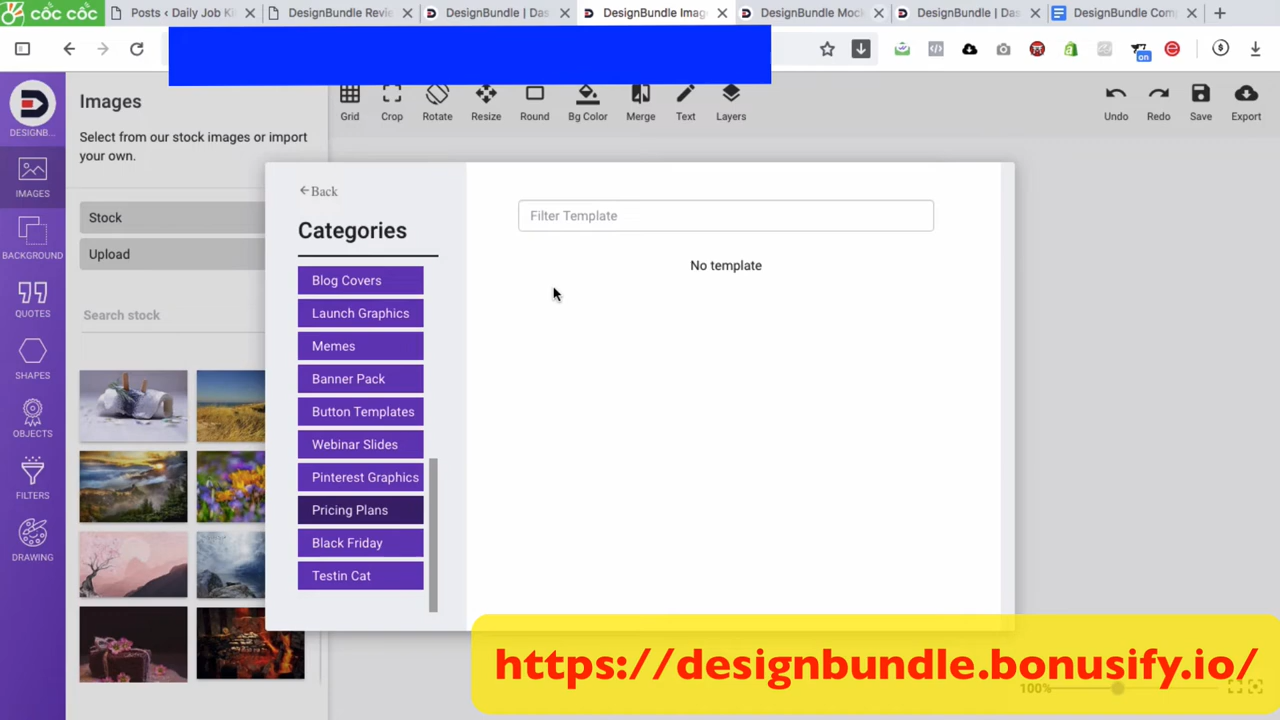 cốc cốc
Posts ‹ Daily Job Ki
DesignBundle Revie
DesignBundle | Das
DesignBundle Imag
DesignBundle Mock
DesignBundle | Das
DesignBundle Comp
on
DESIGNB...
IMAGES
BACKGROUND
QUOTES
SHAPES
OBJECTS
FILTERS
DRAWING
Images
Select from our stock images or import
your own.
Stock
Upload
Search stock
Grid
Crop
Rotate
Resize
Round
Bg Color
Merge
Text
Layers
Undo
Redo
Save
Export
Back
Categories
Blog Covers
Launch Graphics
Memes
Banner Pack
Button Templates
Webinar Slides
Pinterest Graphics
Pricing Plans
Black Friday
Testin Cat
Filter Template
No template
https://designbundle.bonusify.io/
100%